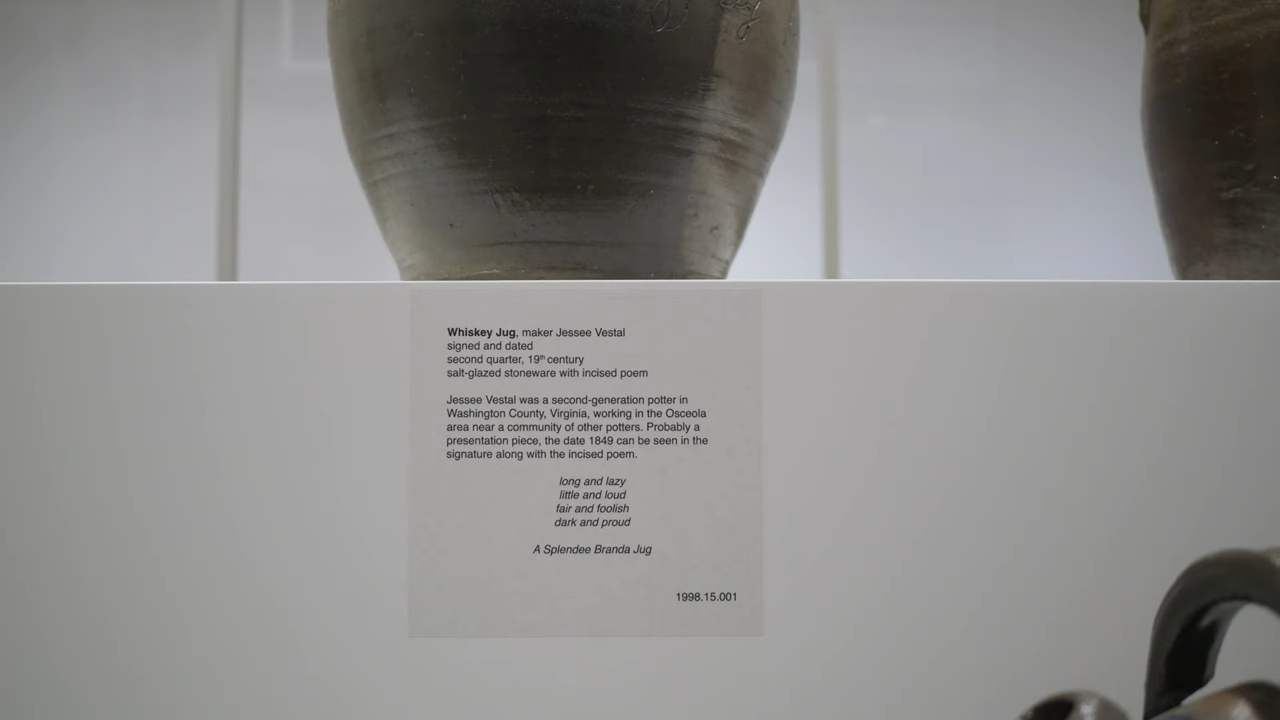 Whiskey Jug, maker Jessee Vestal
signed and dated
second quarter, 19th century
salt-glazed stoneware with incised poem
Jessee Vestal was a second-generation potter in
Washington County, Virginia, working in the Osceola
area near a community of other potters. Probably a
presentation piece, the date 1849 can be seen in the
signature along with the incised poem.
long and lazy
little and loud
fair and foolish
dark and proud
A Splendee Branda Jug
1998.15.001